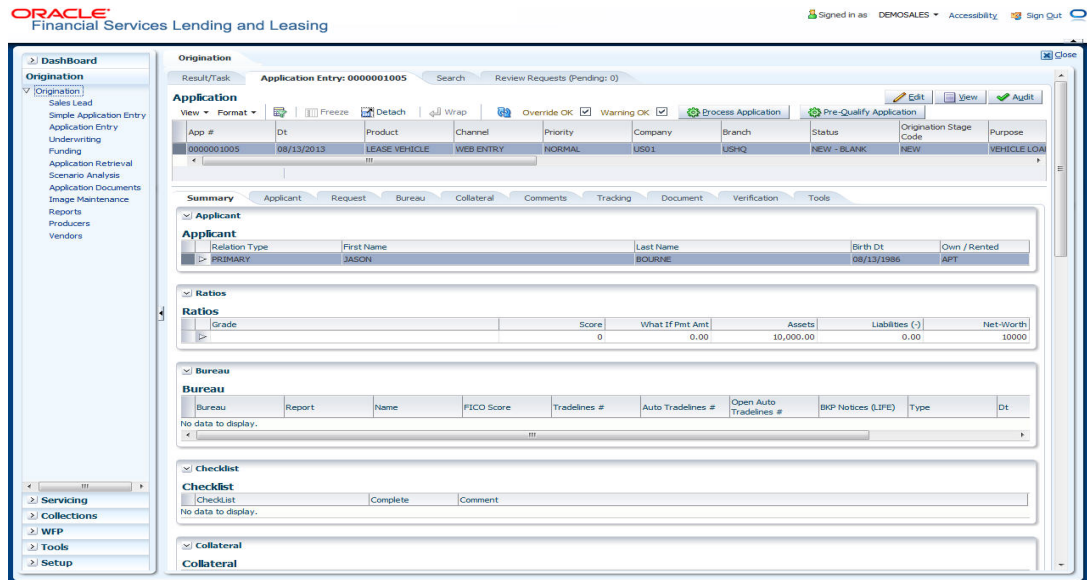 ORACLE
Financial Services Lending and Leasing
Signed in as DEMOSALES Accessibility Sign Out
Close
DashBoard
Origination
Origination
Sales Lead
Simple Application Entry
Application Entry
Underwriting
Funding
Application Retrieval
Scenario Analysis
Application Documents
Image Maintenance
Reports
Producers
Vendors
Servicing
Collections
WFP
Tools
Setup
Origination
Result/Task Application Entry: 0000001005 Search Review Requests (Pending: 0)
Application Edit View Audit
View Format Freeze Detach Wrap Override OK Warning OK Process Application Pre-Qualify Application
App # Dt Product Channel Priority Company Branch Status Origination Stage Code Purpose
0000001005 08/13/2013 LEASE VEHICLE WEB ENTRY NORMAL US01 USHQ NEW - BLANK NEW VEHICLE LOA
Summary Applicant Request Bureau Collateral Comments Tracking Document Verification Tools
Applicant
Applicant
Relation Type First Name Last Name Birth Dt Own / Rented
PRIMARY JASON BOURNE 08/13/1986 APT
Ratios
Ratios
Grade Score What If Pmt Amt Assets Liabilities (-) Net-Worth
0 0.00 10,000.00 0.00 10000
Bureau
Bureau
Bureau Report Name FICO Score Tradelines # Auto Tradelines # Open Auto Tradelines # BKP Notices (LIFE) Type Dt
No data to display.
Checklist
Checklist
CheckList Complete Comment
No data to display.
Collateral
Collateral